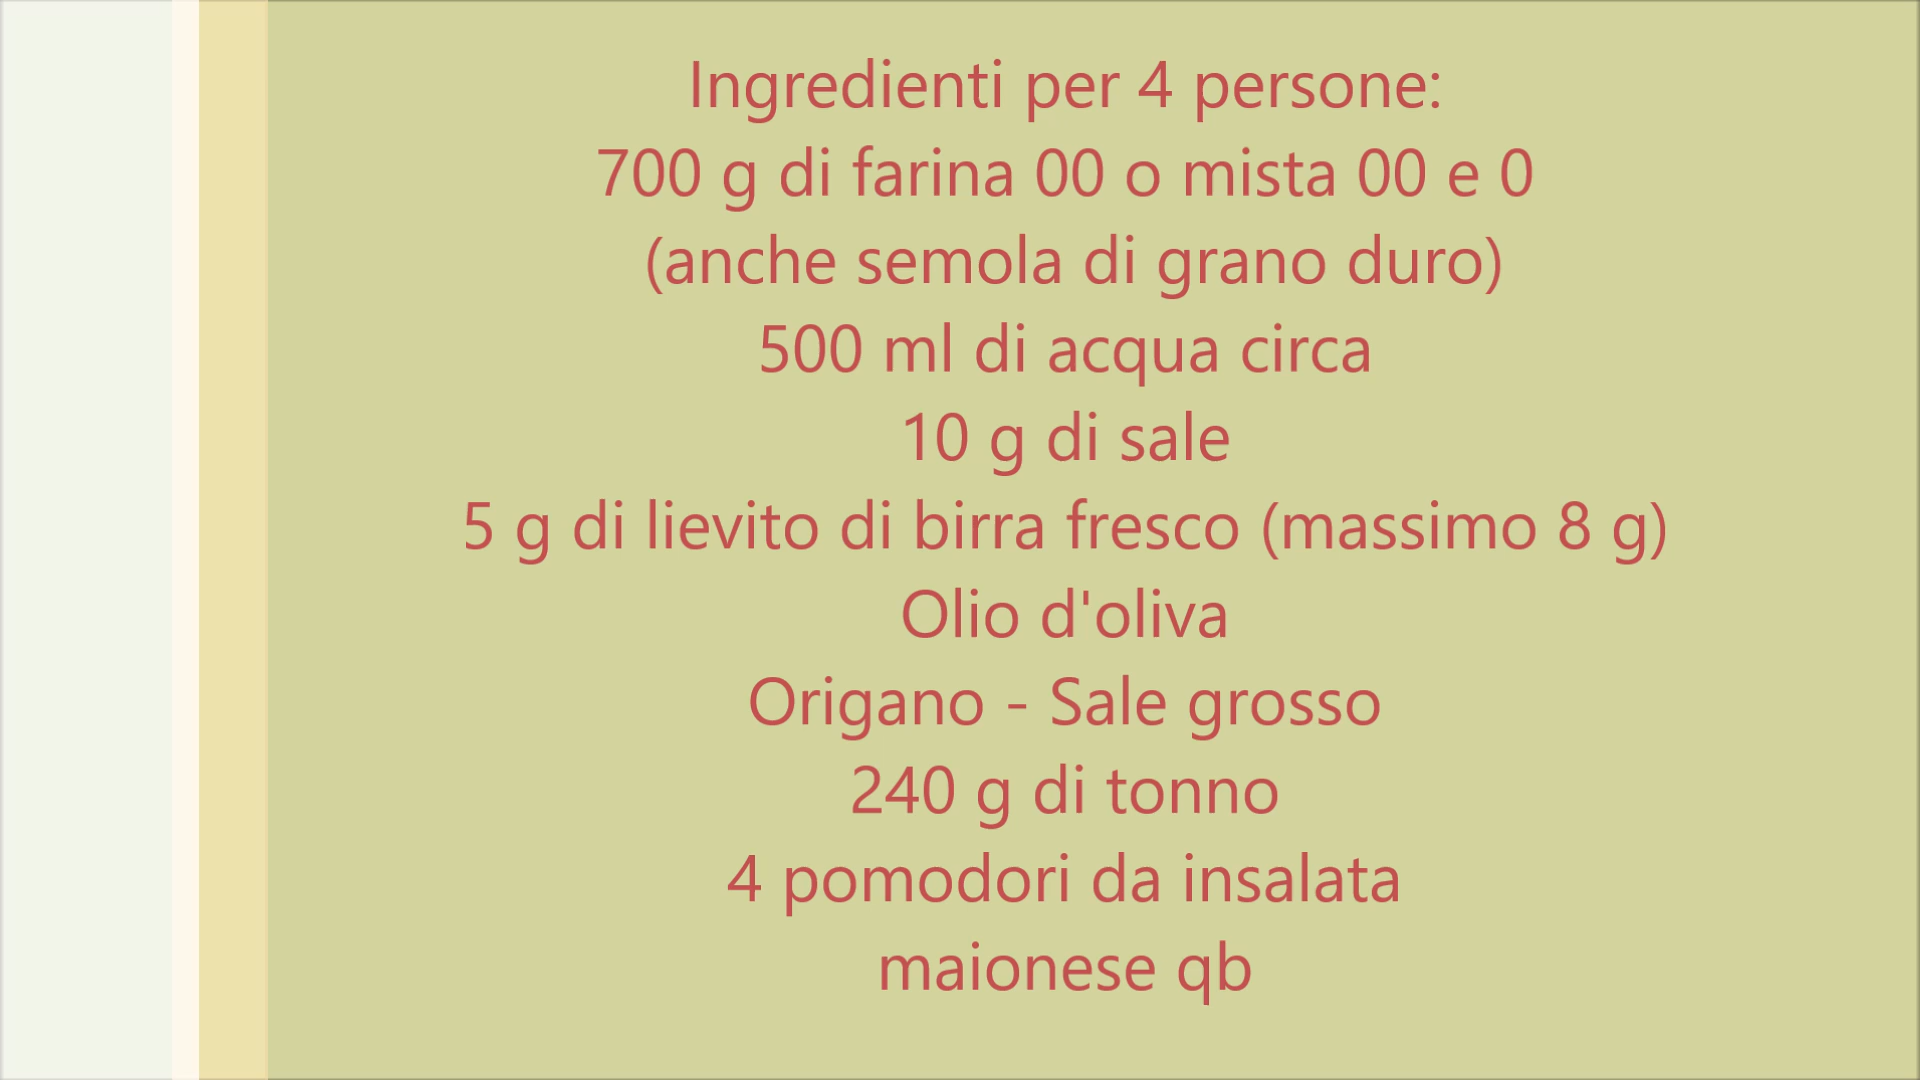 Ingredienti per 4 persone:
700 g di farina 00 o mista 00 e 0
(anche semola di grano duro)
500 ml di acqua circa
10 g di sale
5 g di lievito di birra fresco (massimo 8 g)
Olio d'oliva
Origano - Sale grosso
240 g di tonno
4 pomodori da insalata
maionese qb